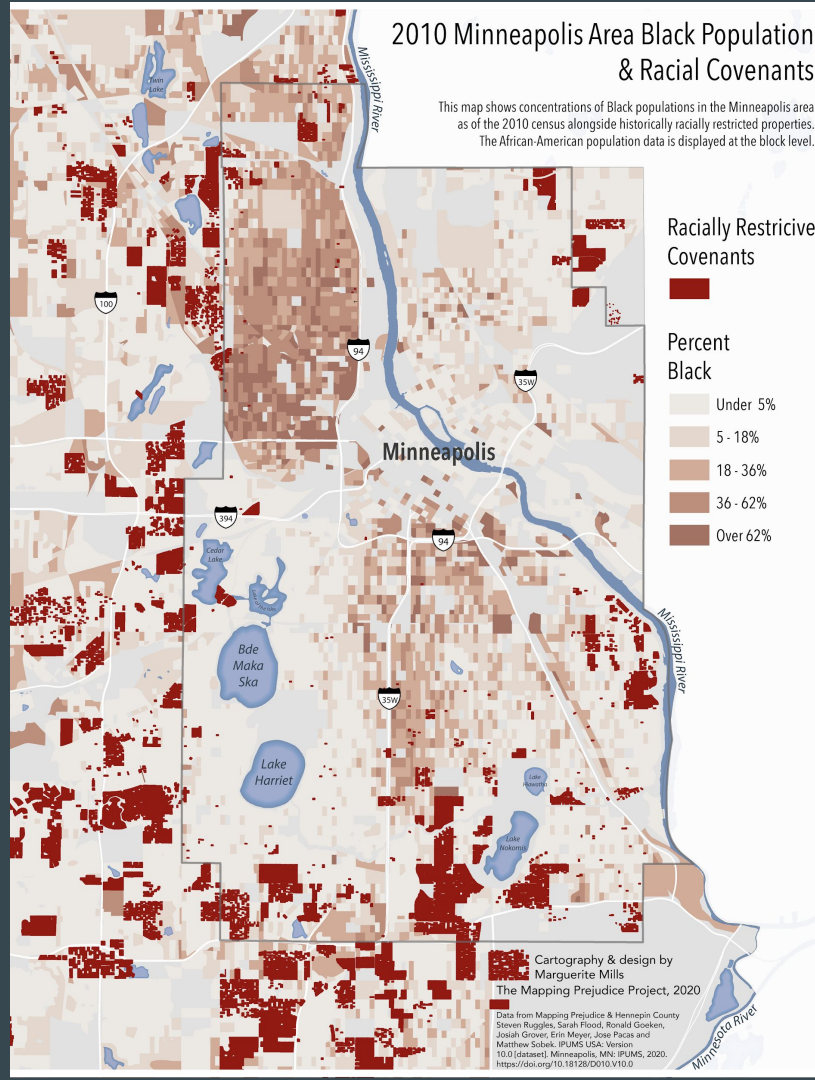 2010 Minneapolis Area Black Population
& Racial Covenants
This map shows concentrations of Black populations in the Minneapolis area
as of the 2010 census alongside historically racially restricted properties.
The African-American population data is displayed at the block level.
Twin
Lake
Mississippi River
Racially Restricive
Covenants
100
94
35W
Percent
Black
Under 5%
5 - 18%
18 - 36%
36 - 62%
Over 62%
Minneapolis
394
94
Cedar
Lake
Lake of the Isles
Mississippi River
Bde
Maka
Ska
35W
Lake
Harriet
Lake
Hiawatha
Lake
Nokomis
Cartography & design by
Marguerite Mills
The Mapping Prejudice Project, 2020
Data from Mapping Prejudice & Hennepin County
Steven Ruggles, Sarah Flood, Ronald Goeken,
Josiah Grover, Erin Meyer, Jose Pacas and
Matthew Sobek. IPUMS USA: Version
10.0 [dataset]. Minneapolis, MN: IPUMS, 2020.
https://doi.org/10.18128/D010.V10.0
Minnesota River